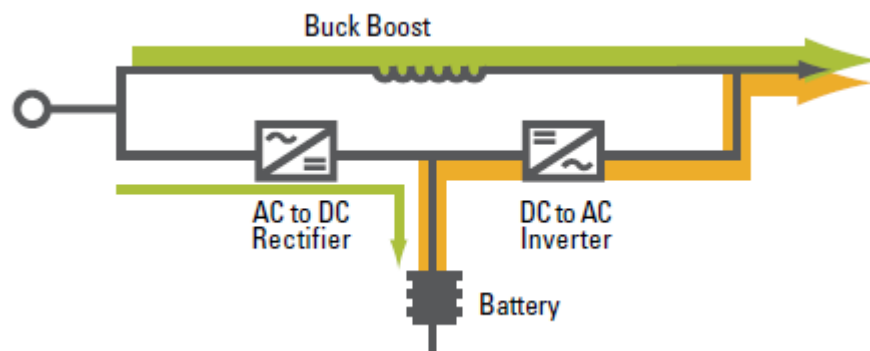 Buck Boost
AC to DC
Rectifier
DC to AC
Inverter
Battery